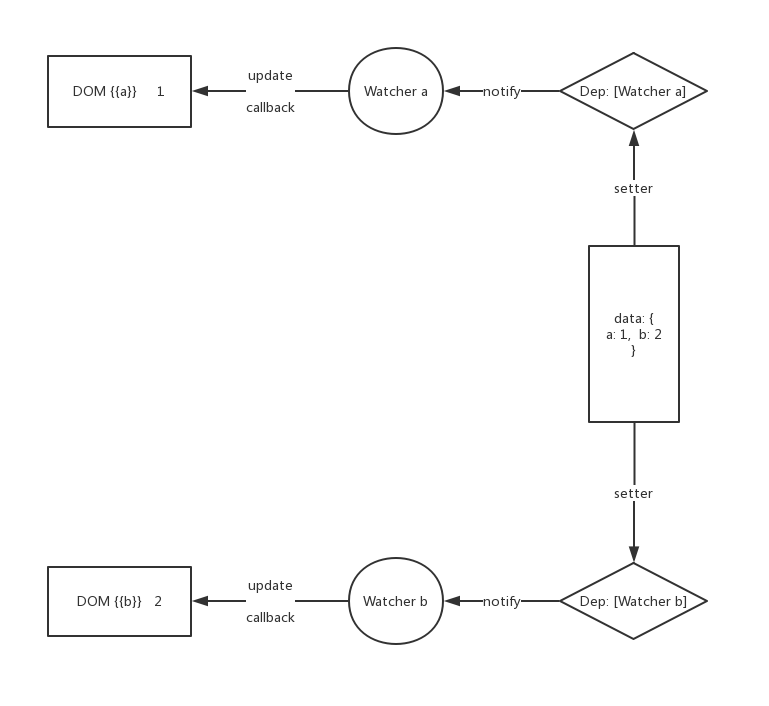 DOM {{a}} 1
update
callback
Watcher a
notify
Dep: [Watcher a]
setter
data: {
a: 1, b: 2
}
setter
DOM {{b}} 2
update
callback
Watcher b
notify
Dep: [Watcher b]